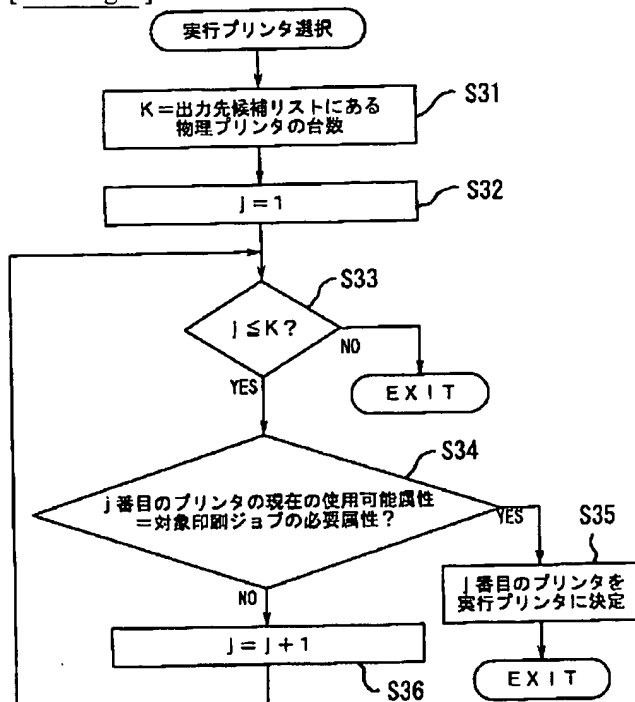 実行プリンタ選択
K=出力先候補リストにある
物理プリンタの台数
S31
j=1
S32
S33
j≦K?
NO
EXIT
YES
S34
j番目のプリンタの現在の使用可能属性
=対象印刷ジョブの必要属性?
YES
S35
j番目のプリンタを
実行プリンタに決定
NO
j=j+1
S36
EXIT